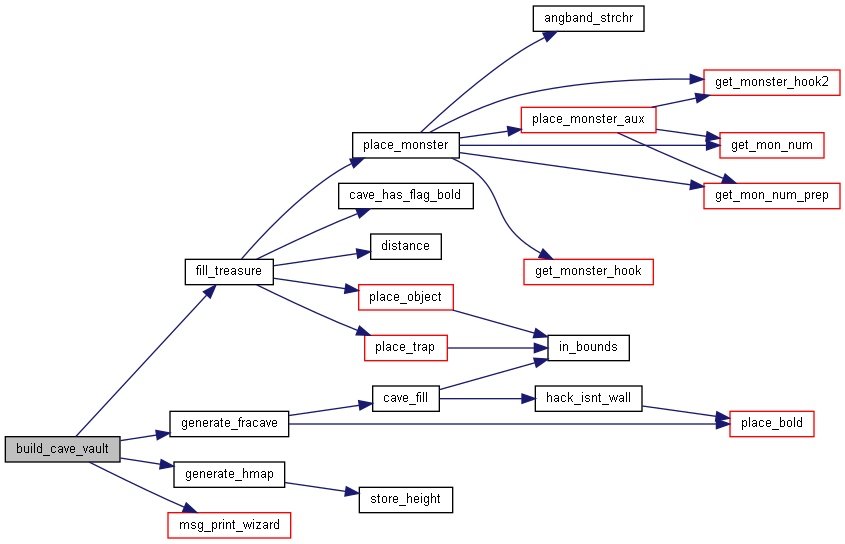 angband_strchr
get_monster_hook2
place_monster_aux
get_mon_num
place_monster
get_mon_num_prep
cave_has_flag_bold
distance
fill_treasure
get_monster_hook
place_object
place_trap
in_bounds
cave_fill
hack_isnt_wall
generate_fracave
place_bold
build_cave_vault
generate_hmap
store_height
msg_print_wizard